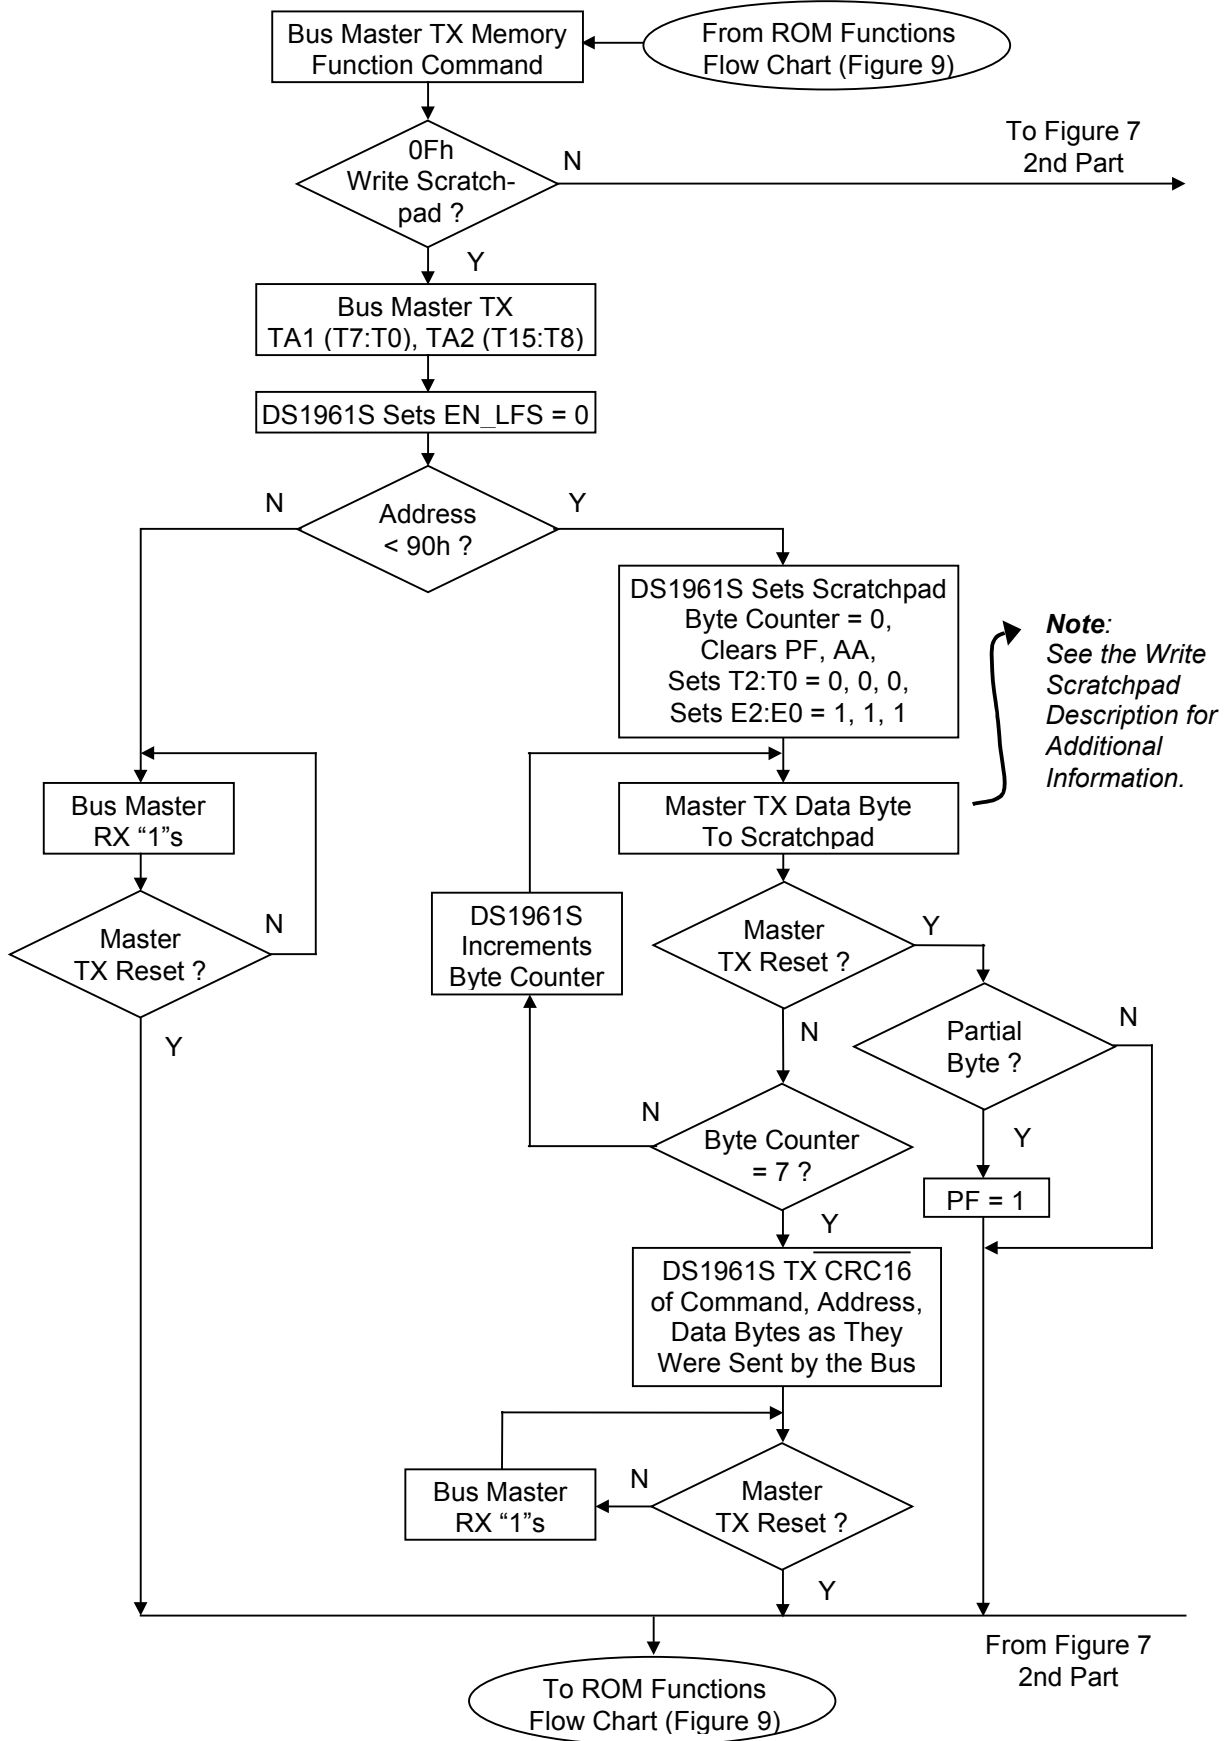 Bus Master TX Memory
Function Command
From ROM Functions
Flow Chart (Figure 9)
To Figure 7
2nd Part
0Fh
Write Scratch-
pad ?
N
Y
Bus Master TX
TA1 (T7:T0), TA2 (T15:T8)
DS1961S Sets EN_LFS = 0
N
Y
Address
< 90h ?
DS1961S Sets Scratchpad
Byte Counter = 0,
Clears PF, AA,
Sets T2:T0 = 0, 0, 0,
Sets E2:E0 = 1, 1, 1
Note:
See the Write
Scratchpad
Description for
Additional
Information.
Bus Master
RX “1”s
Master TX Data Byte
To Scratchpad
Master
TX Reset ?
N
Y
DS1961S
Increments
Byte Counter
Master
TX Reset ?
Y
N
Partial
Byte ?
N
Y
PF = 1
Byte Counter
= 7 ?
N
Y
DS1961S TX CRC16
of Command, Address,
Data Bytes as They
Were Sent by the Bus
Bus Master
RX “1”s
N
Master
TX Reset ?
Y
From Figure 7
2nd Part
To ROM Functions
Flow Chart (Figure 9)